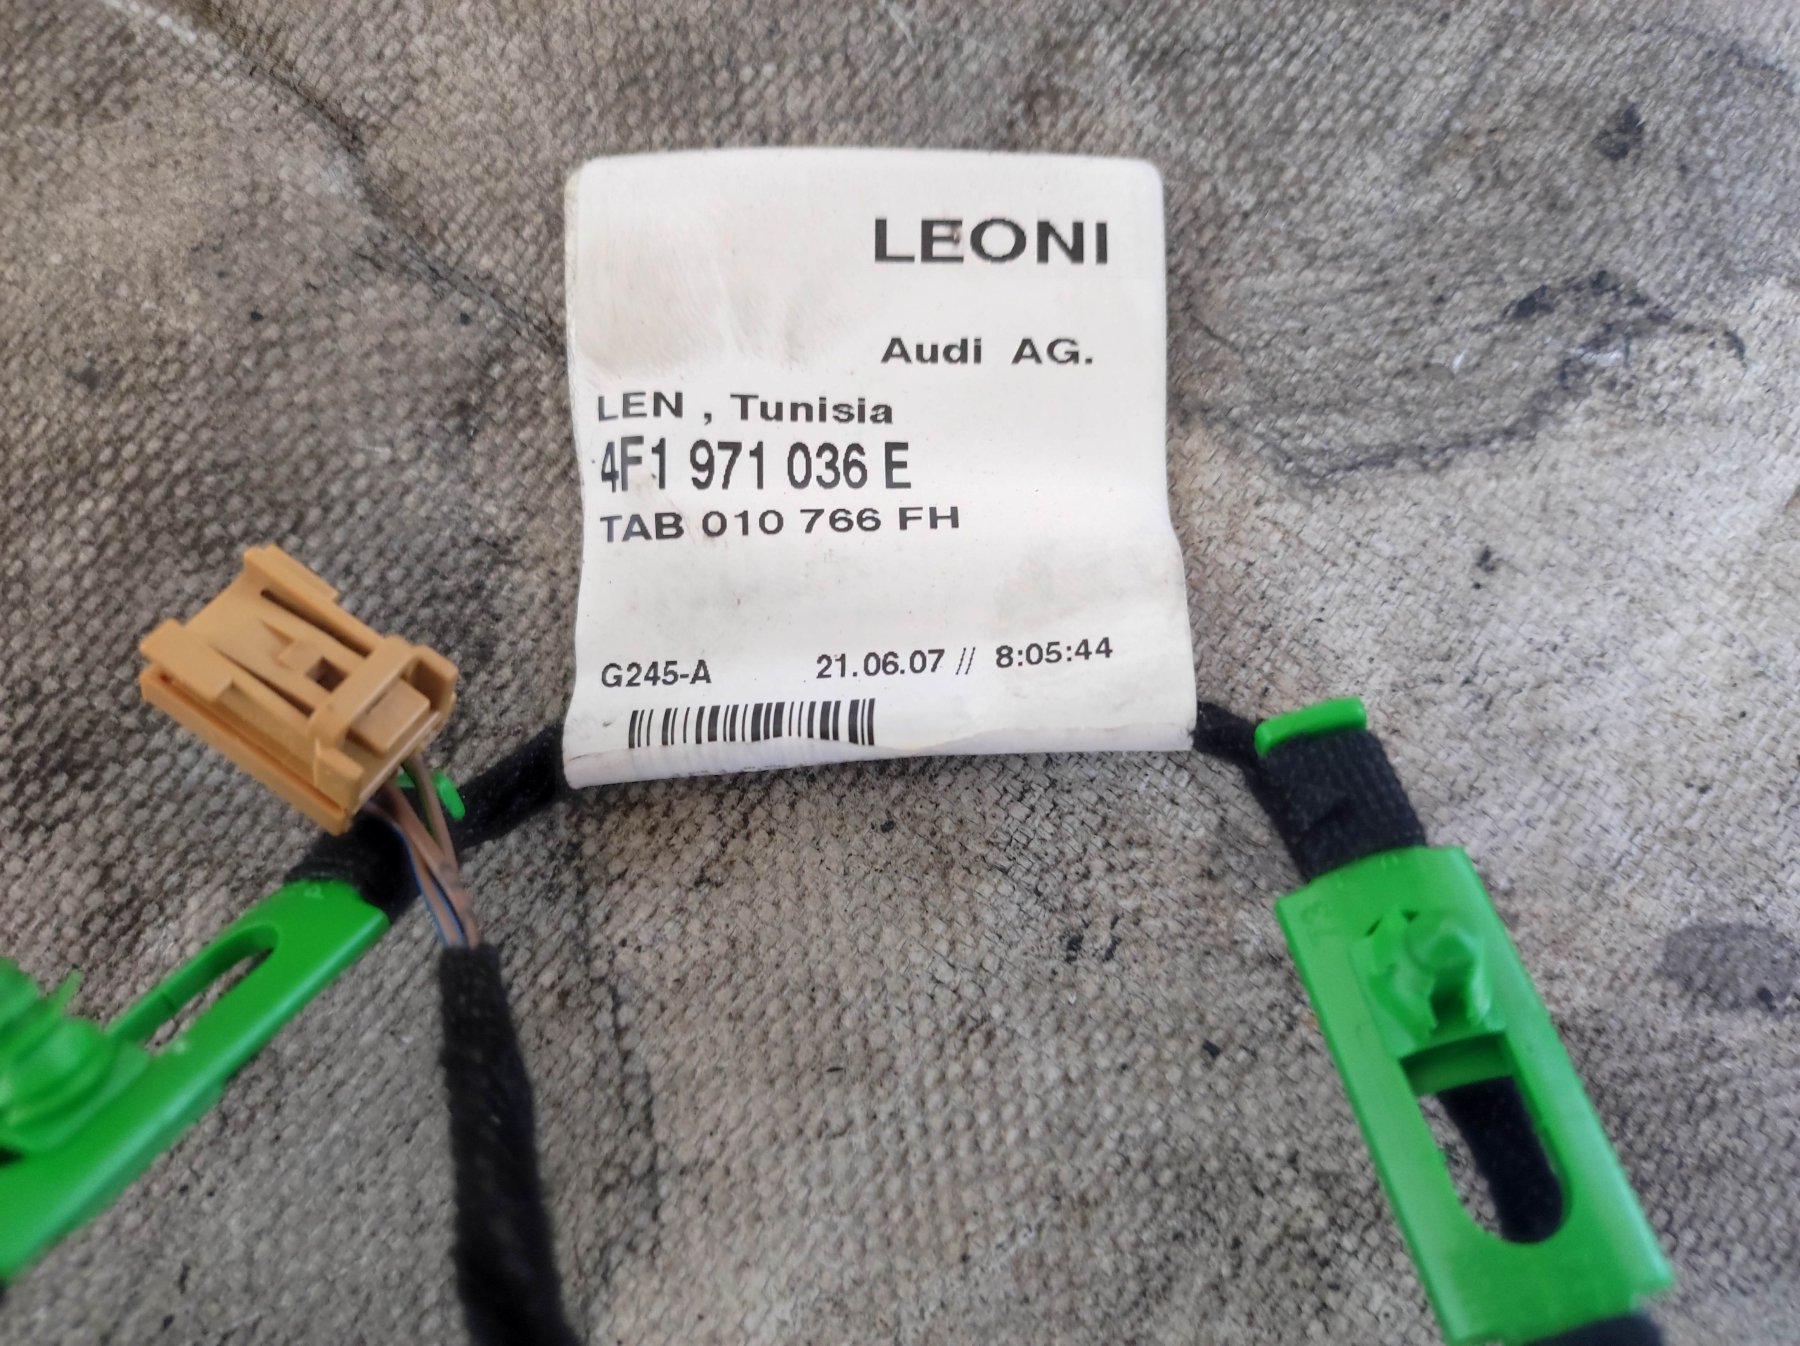 LEONI
Audi AG.
LEN , Tunisia
4F1 971 036 E
TAB 010 766 FH
G245-A 21.06.07 // 8:05:44